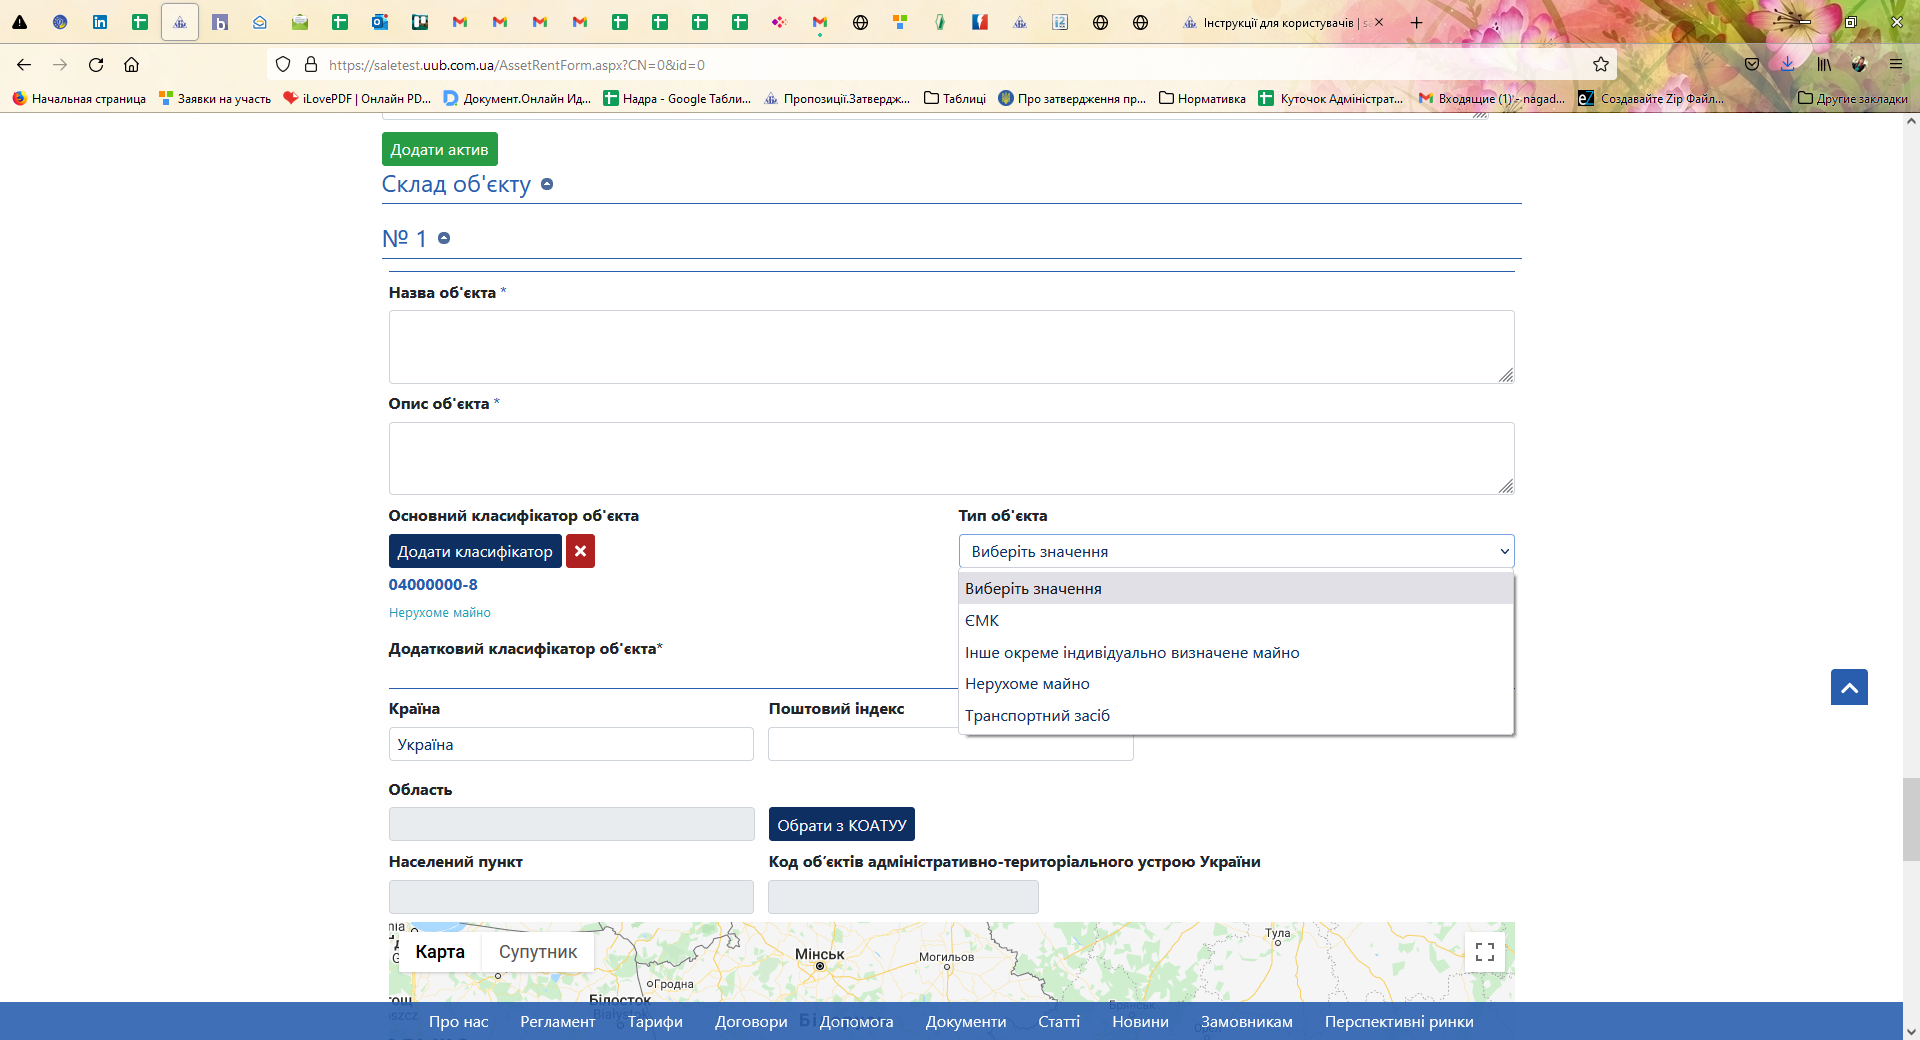 Інструкції для користувачів | se
https://saletest.uub.com.ua/AssetRentForm.aspx?CN=0&id=0
Начальная страница Заявки на участь iLovePDF | Онлайн PD... Документ.Онлайн Ид... Надра - Google Табли... Пропозиції.Затвердж... Таблиці Про затвердження пр... Нормативка Куточок Адміністрат... Входящие (1) - nagad... Создавайте Zip Файл... Другие закладки
Додати актив
Склад об'єкту
№ 1
Назва об'єкта *
Опис об'єкта *
Основний класифікатор об'єкта Тип об'єкта
Додати класифікатор Виберіть значення
04000000-8 Виберіть значення
Нерухоме майно ЄМК
Додатковий класифікатор об'єкта* Інше окреме індивідуально визначене майно
Нерухоме майно
Країна Поштовий індекс Транспортний засіб
Україна
Область
Обрати з КОАТУУ
Населений пункт Код об'єктів адміністративно-територіального устрою України
Карта Супутник Мінськ Могильов Тула
Гродна
Білосток
Białystok
Брянськ
Про нас Регламент Тарифи Договори Допомога Документи Статті Новини Замовникам Перспективні ринки